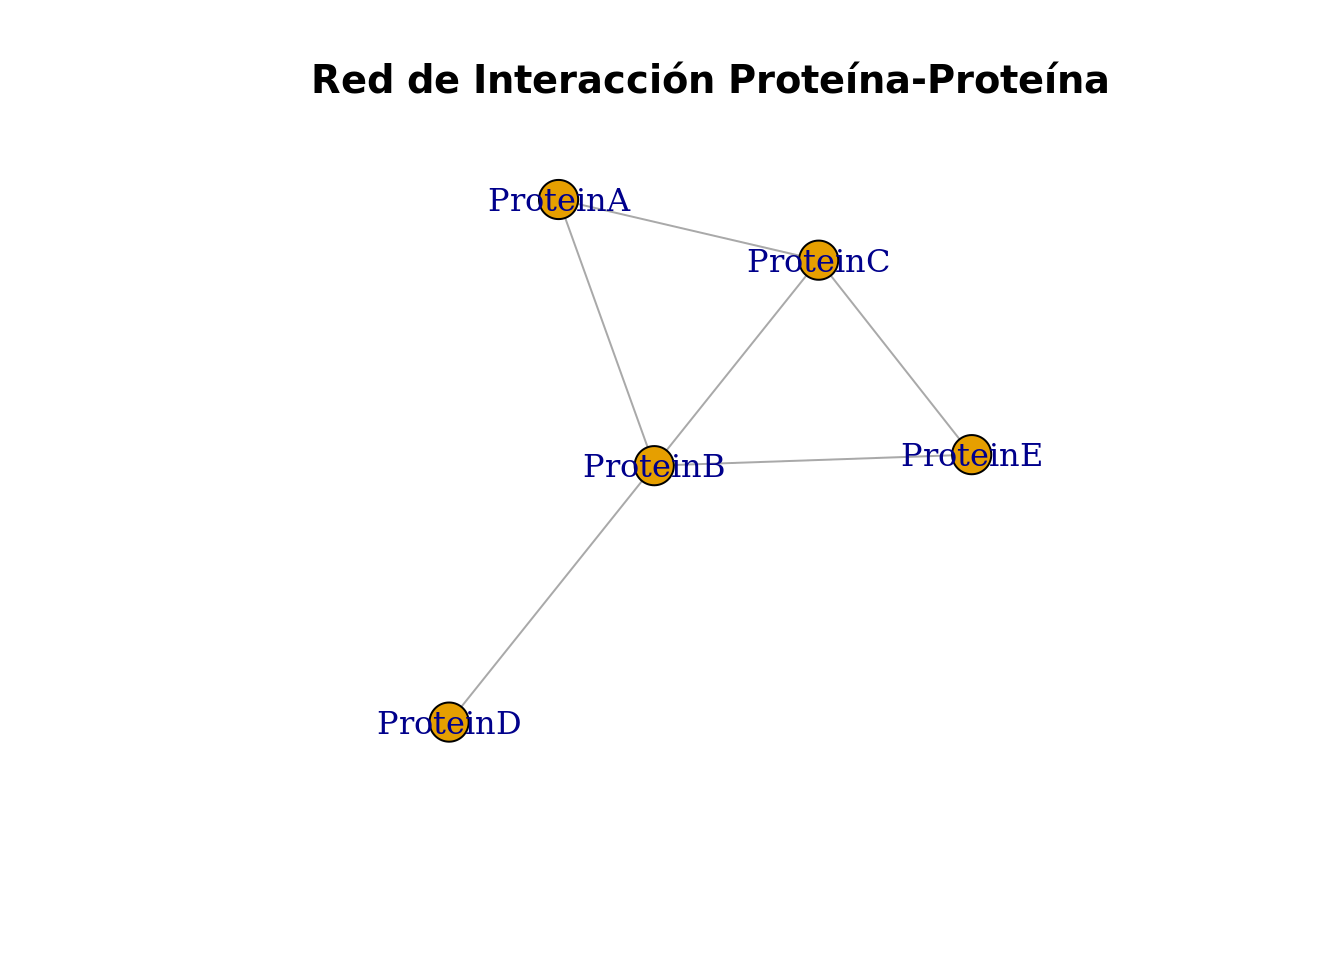 Red de Interacción Proteína-Proteína
ProteinA
ProteinC
ProteinB
ProteinE
ProteinD